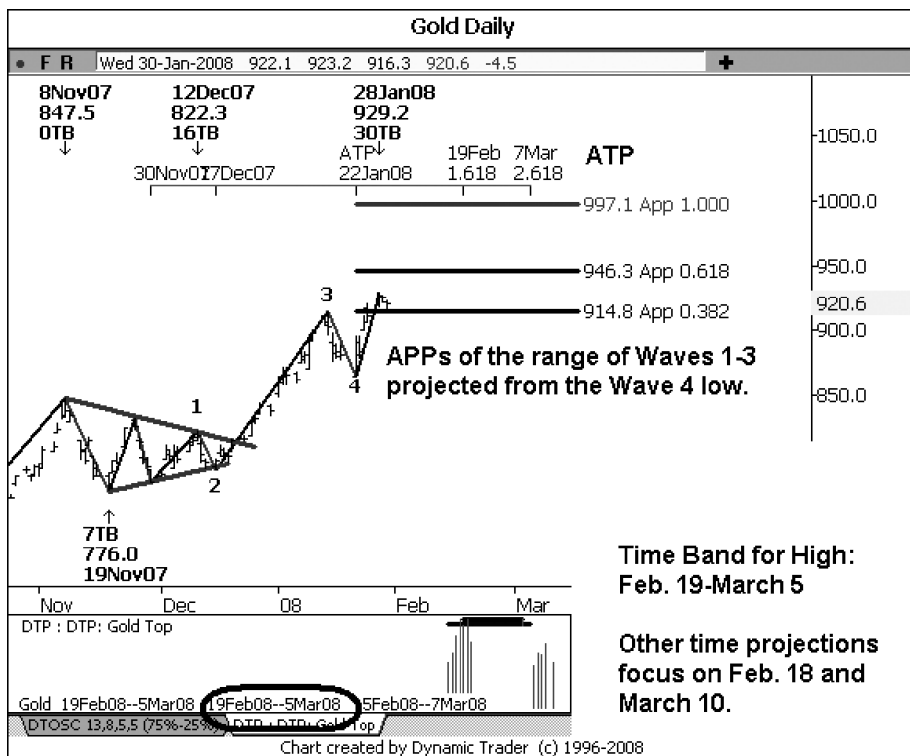 Gold Daily
F R Wed 30-Jan-2008 922.1 923.2 916.3 920.6 -4.5
8Nov07 12Dec07 28Jan08
847.5 822.3 929.2
0TB 16TB 30TB
ATP 19Feb 7Mar ATP
30Nov07 17Dec07 22Jan08 1.618 2.618
1050.0
1000.0
997.1 App 1.000
950.0
946.3 App 0.618
920.6
914.8 App 0.382
900.0
850.0
3
4
1
2
APPs of the range of Waves 1-3
projected from the Wave 4 low.
7TB
776.0
19Nov07
Time Band for High:
Feb. 19-March 5
Other time projections
focus on Feb. 18 and
March 10.
Nov Dec 08 Feb Mar
DTP : DTP: Gold Top
Gold 19Feb08--5Mar08 19Feb08--5Mar08 5Feb08--7Mar08
DTOSC 13,8,5,5 (75%-25%) DTP : DTP: Gold Top
Chart created by Dynamic Trader (c) 1996-2008